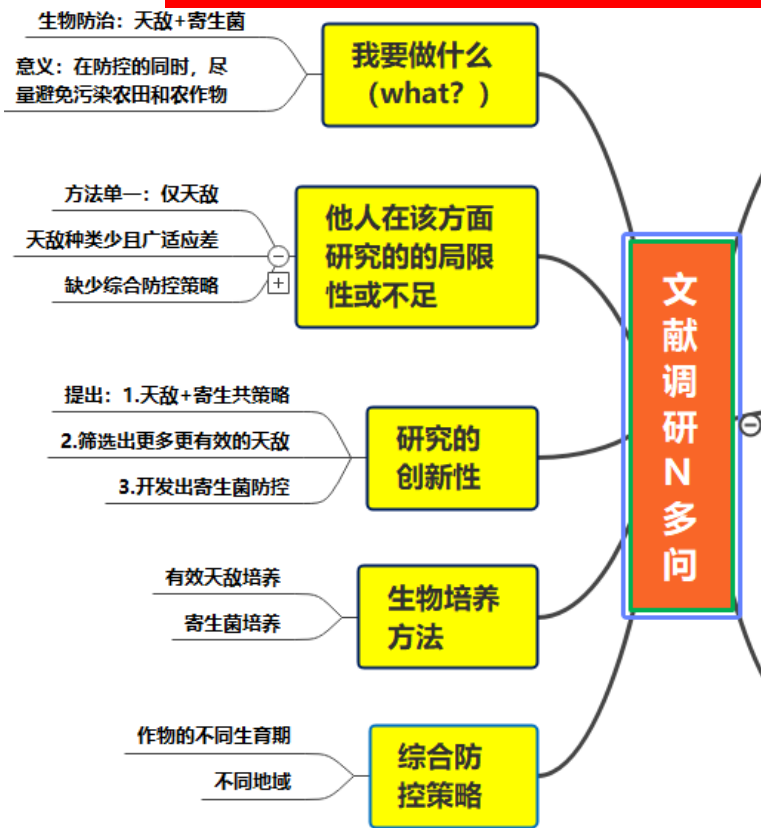 生物防治：天敌+寄生菌
意义：在防控的同时，尽
量避免污染农田和农作物
我要做什么
（what？）
方法单一：仅天敌
天敌种类少且广适应差
缺少综合防控策略
他人在该方面
研究的的局限
性或不足
提出：1.天敌+寄生共策略
2.筛选出更多更有效的天敌
3.开发出寄生菌防控
研究的
创新性
有效天敌培养
寄生菌培养
生物培养
方法
作物的不同生育期
不同地域
综合防
控策略
文
献
调
研
N
多
问